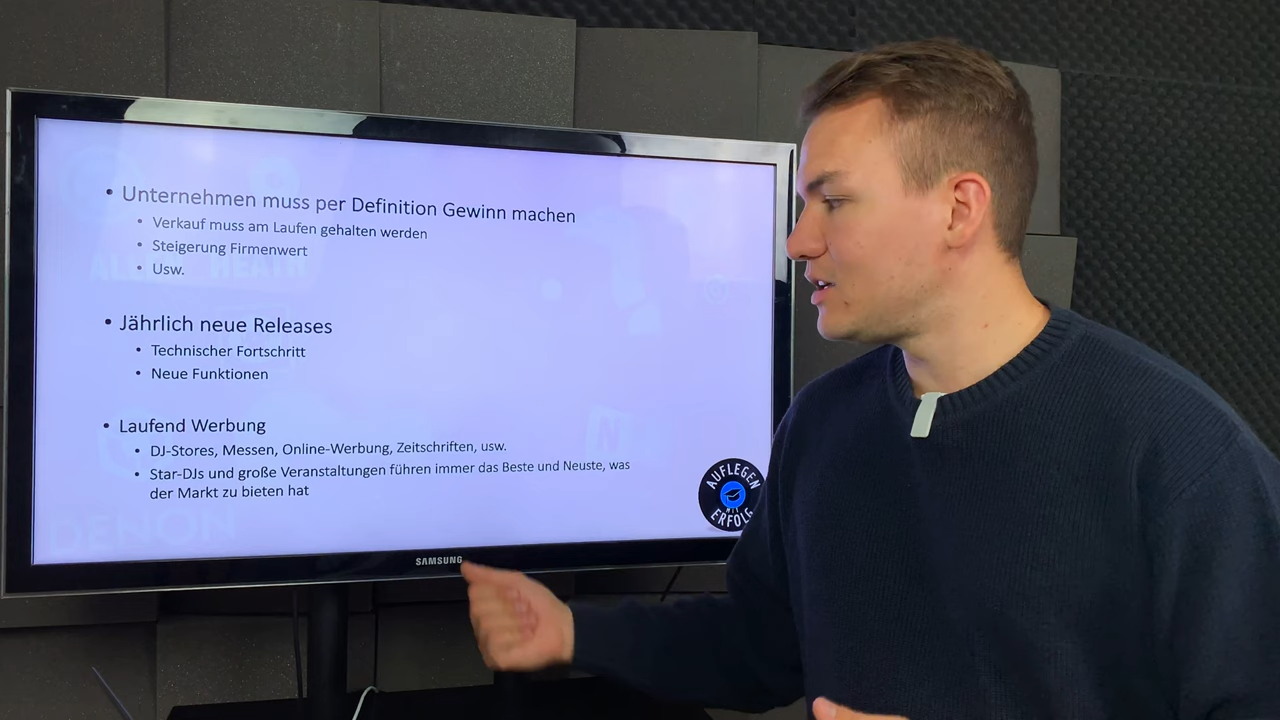 • Unternehmen muss per Definition Gewinn machen
• Verkauf muss am Laufen gehalten werden
• Steigerung Firmenwert
• Usw.
• Jährlich neue Releases
• Technischer Fortschritt
• Neue Funktionen
• Laufend Werbung
• DJ-Stores, Messen, Online-Werbung, Zeitschriften, usw.
• Star-DJs und große Veranstaltungen führen immer das Beste und Neuste, was
der Markt zu bieten hat
AUFLEGEN
MIT
ERFOLG
DENON
SAMSUNG